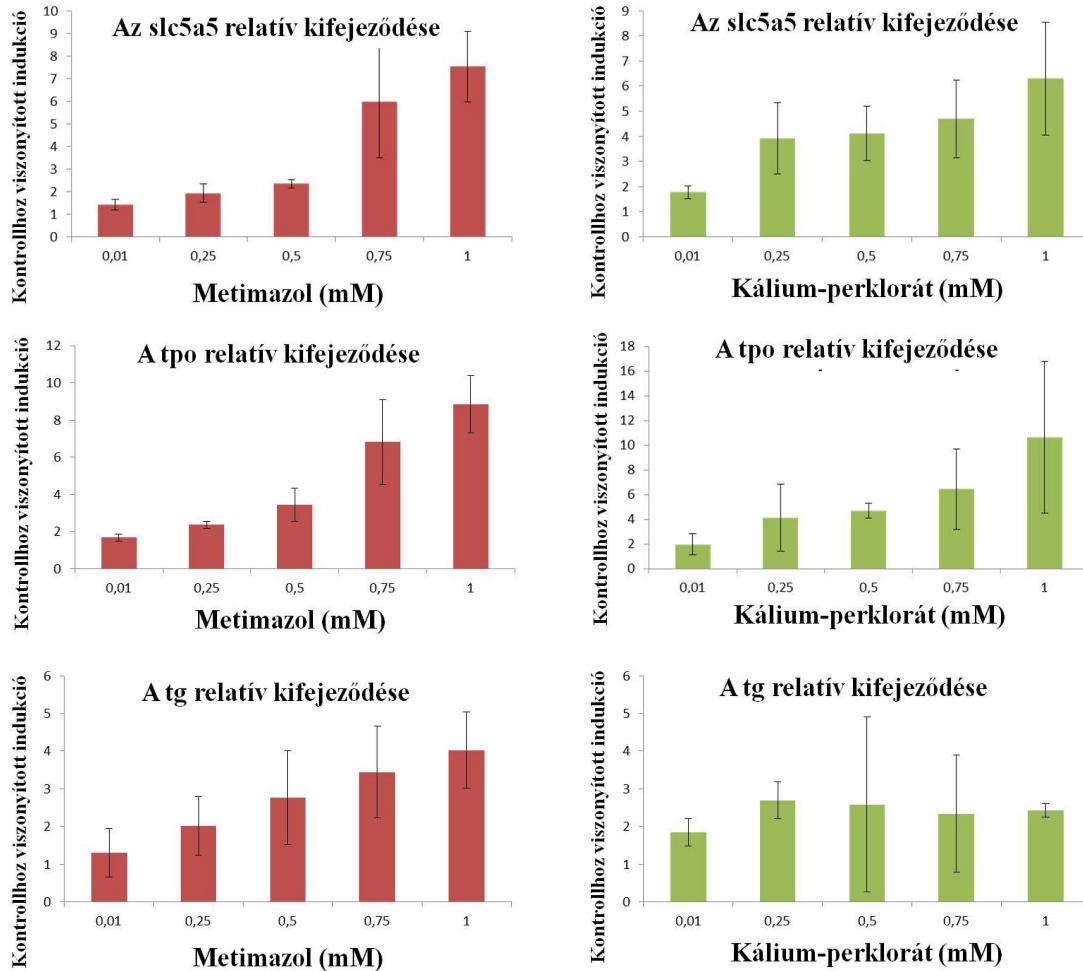 Az slc5a5 relatív kifejeződése
Kontrollhoz viszonyított indukció
10
9
8
7
6
5
4
3
2
1
0
0,01 0,25 0,5 0,75 1
Metimazol (mM)
Az slc5a5 relatív kifejeződése
Kontrollhoz viszonyított indukció
9
8
7
6
5
4
3
2
1
0
0,01 0,25 0,5 0,75 1
Kálium-perklorát (mM)
A tpo relatív kifejeződése
Kontrollhoz viszonyított indukció
12
10
8
6
4
2
0
0,01 0,25 0,5 0,75 1
Metimazol (mM)
A tpo relatív kifejeződése
Kontrollhoz viszonyított indukció
18
16
14
12
10
8
6
4
2
0
0,01 0,25 0,5 0,75 1
Kálium-perklorát (mM)
A tg relatív kifejeződése
Kontrollhoz viszonyított indukció
6
5
4
3
2
1
0
0,01 0,25 0,5 0,75 1
Metimazol (mM)
A tg relatív kifejeződése
Kontrollhoz viszonyított indukció
6
5
4
3
2
1
0
0,01 0,25 0,5 0,75 1
Kálium-perklorát (mM)